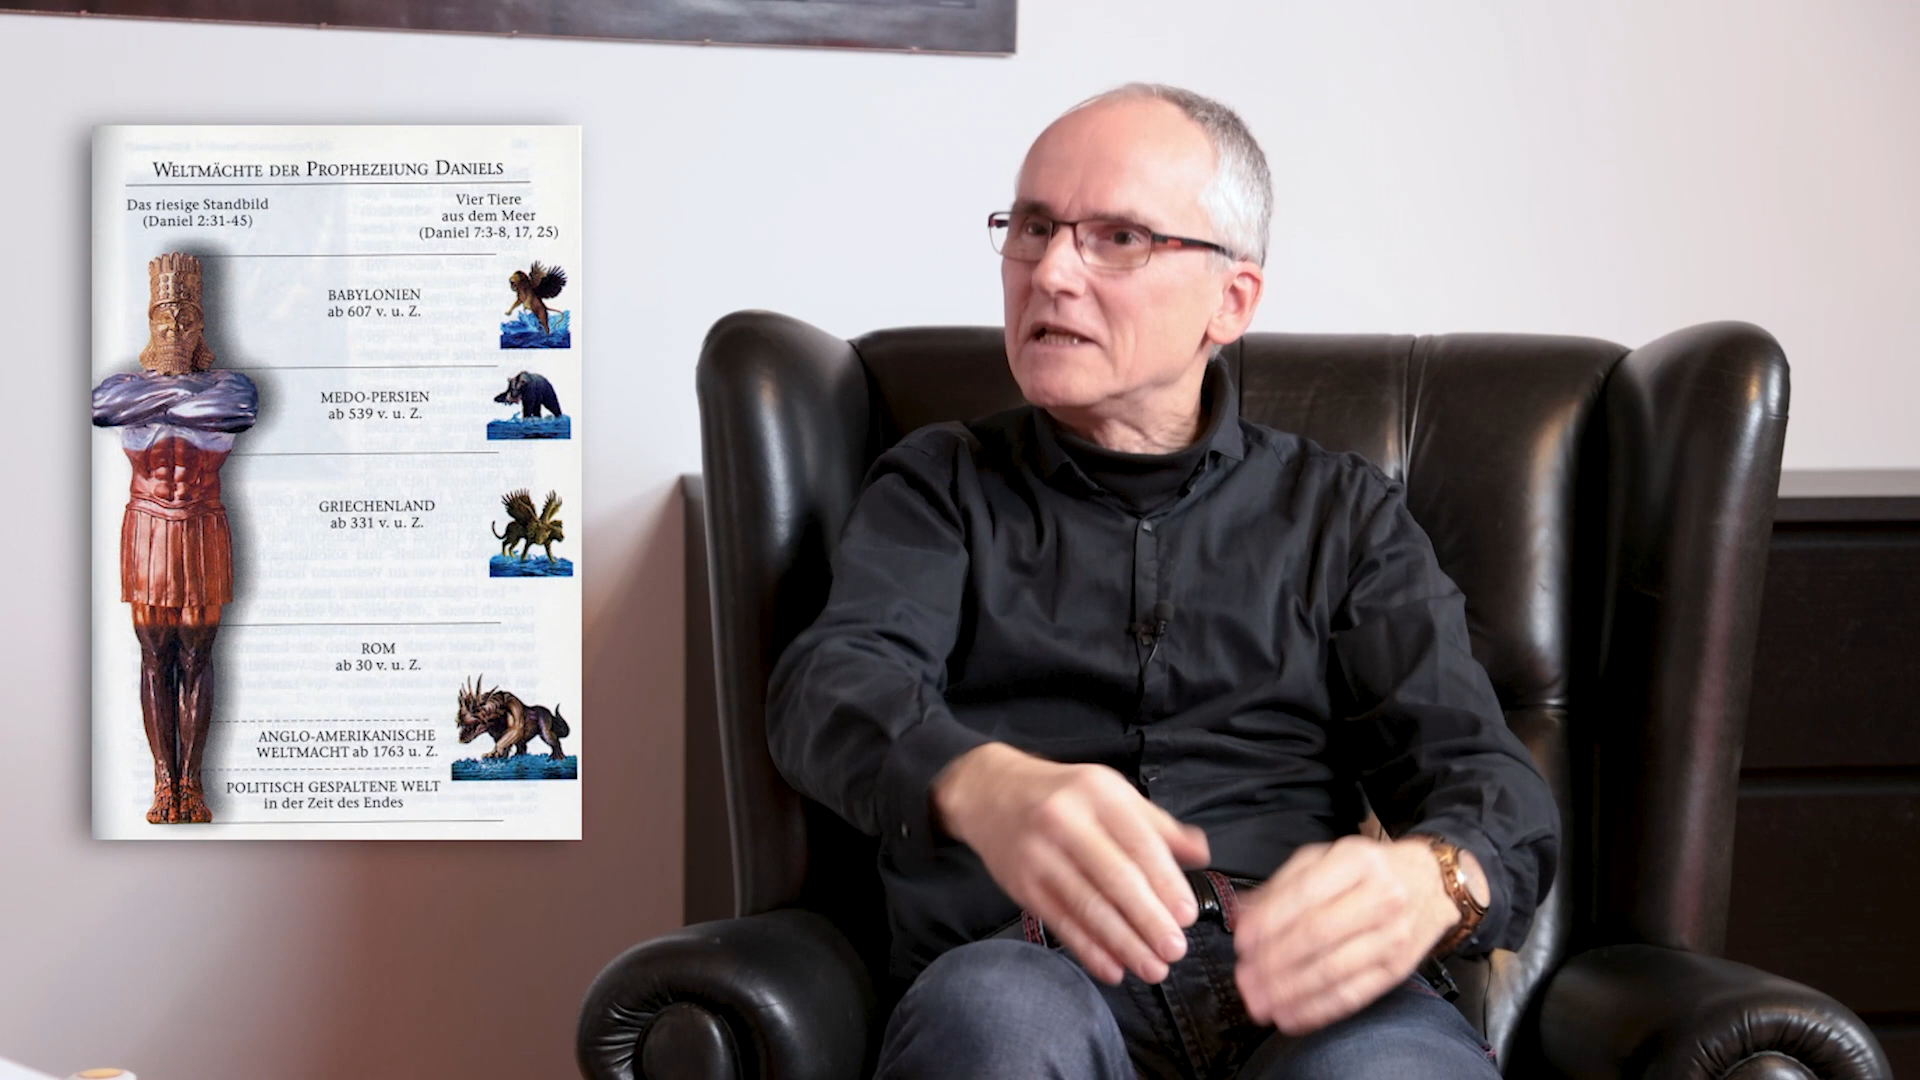 WELTMÄCHTE DER PROPHEZEIUNG DANIELS
Das riesige Standbild
(Daniel 2:31-45)
Vier Tiere
aus dem Meer
(Daniel 7:3-8, 17, 25)
BABYLONIEN
ab 607 v. u. Z.
MEDO-PERSIEN
ab 539 v. u. Z.
GRIECHENLAND
ab 331 v. u. Z.
ROM
ab 30 v. u. Z.
ANGLO-AMERIKANISCHE
WELTMACHT ab 1763 u. Z.
POLITISCH GESPALTENE WELT
in der Zeit des Endes